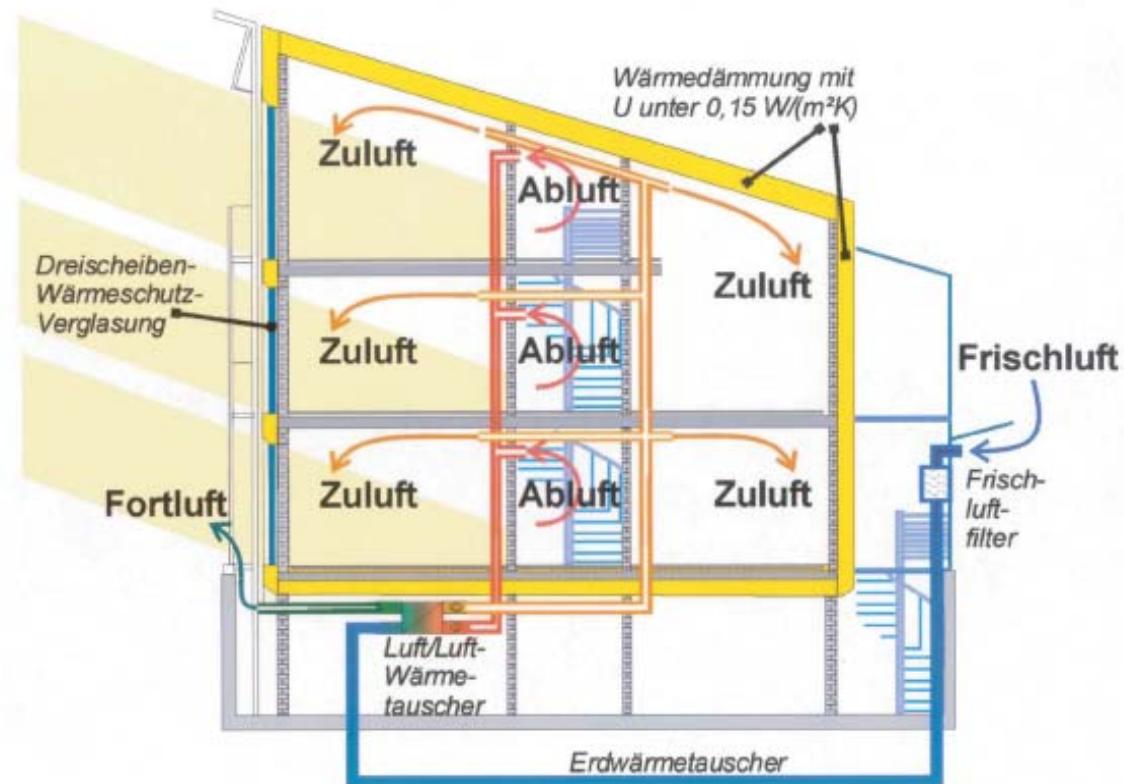 Wärmedämmung mit
U unter 0,15 W/(m²K)
Zuluft
Abluft
Dreischeiben-
Wärmeschutz-
Verglasung
Zuluft
Zuluft
Abluft
Frischluft
Zuluft
Abluft
Zuluft
Fortluft
Frisch-
luft-
filter
Luft/Luft-
Wärme-
tauscher
Erdwärmetauscher